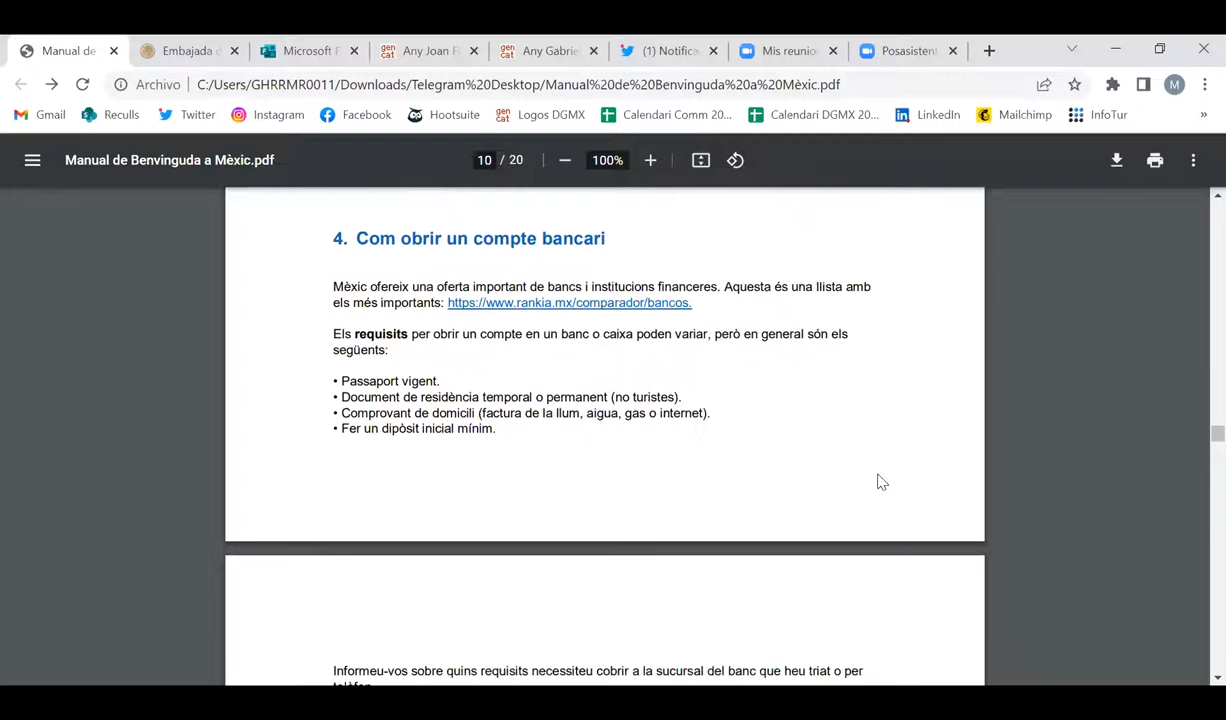 Manual de
Embajada d
Microsoft F
gen cat Any Joan F
gen cat Any Gabrie
(1) Notifica
Mis reunio
Posasistent
Archivo
C:/Users/GHRRMR0011/Downloads/Telegram%20Desktop/Manual%20de%20Benvinguda%20a%20Mèxic.pdf
M
Gmail
Reculls
Twitter
Instagram
Facebook
Hootsuite
gen cat Logos DGMX
Calendari Comm 20...
Calendari DGMX 20...
LinkedIn
Mailchimp
InfoTur
»
Manual de Benvinguda a Mèxic.pdf
10 / 20
100%
4. Com obrir un compte bancari
Mèxic ofereix una oferta important de bancs i institucions financeres. Aquesta és una llista amb
els més importants: https://www.rankia.mx/comparador/bancos.
Els requisits per obrir un compte en un banc o caixa poden variar, però en general són els
següents:
• Passaport vigent.
• Document de residència temporal o permanent (no turistes).
• Comprovant de domicili (factura de la llum, aigua, gas o internet).
• Fer un dipòsit inicial mínim.
Informeu-vos sobre quins requisits necessiteu cobrir a la sucursal del banc que heu triat o per